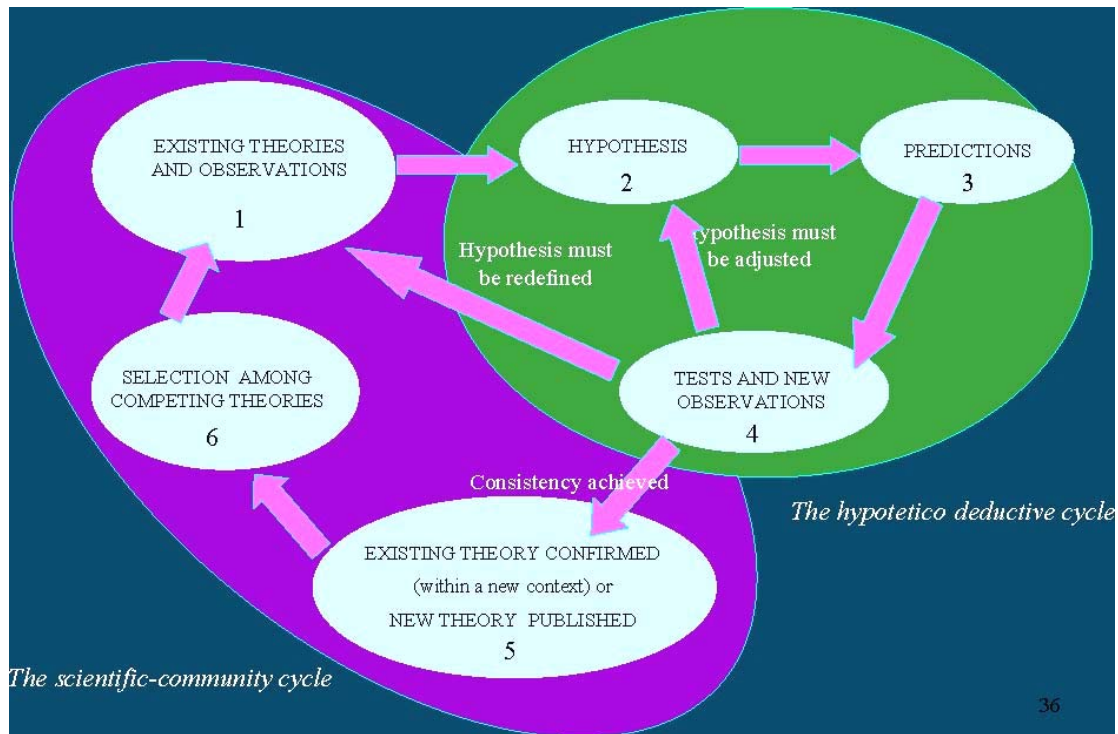 EXISTING THEORIES
AND OBSERVATIONS
1
HYPOTHESIS
2
PREDICTIONS
3
Hypothesis must
be redefined
ypothesis must
be adjusted
TESTS AND NEW
OBSERVATIONS
4
SELECTION AMONG
COMPETING THEORIES
6
Consistency achieved
EXISTING THEORY CONFIRMED
(within a new context) or
NEW THEORY PUBLISHED
5
The hypotetico deductive cycle
The scientific-community cycle
36